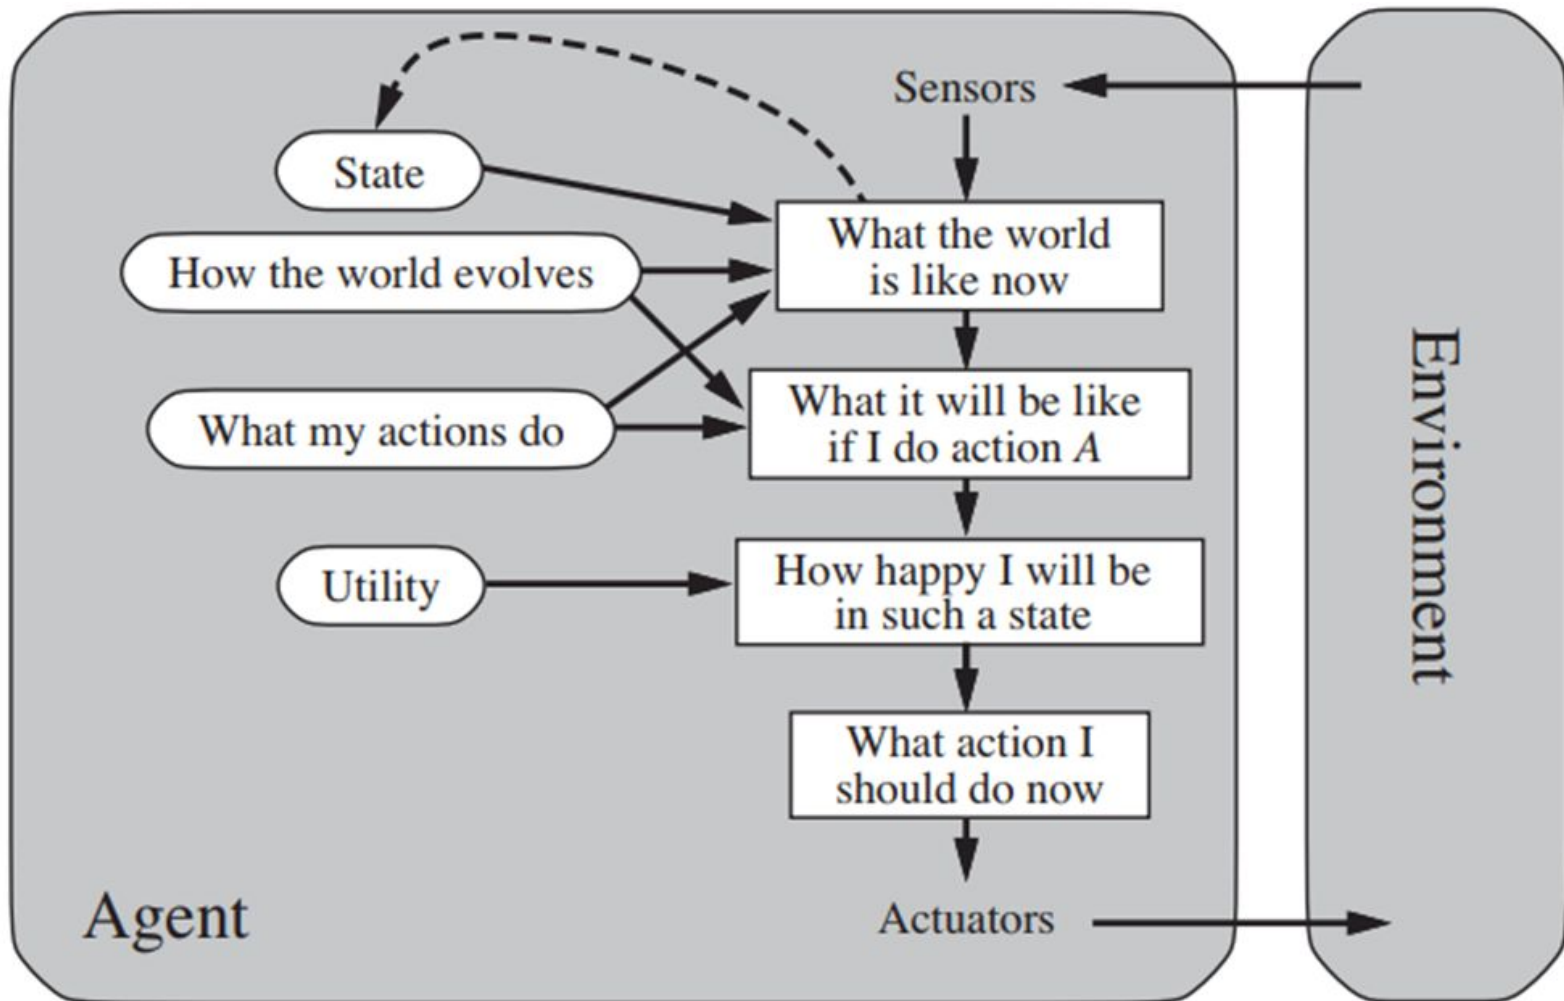 Sensors
State
What the world
is like now
How the world evolves
What it will be like
if I do action A
What my actions do
How happy I will be
in such a state
Utility
What action I
should do now
Actuators
Agent
Environment